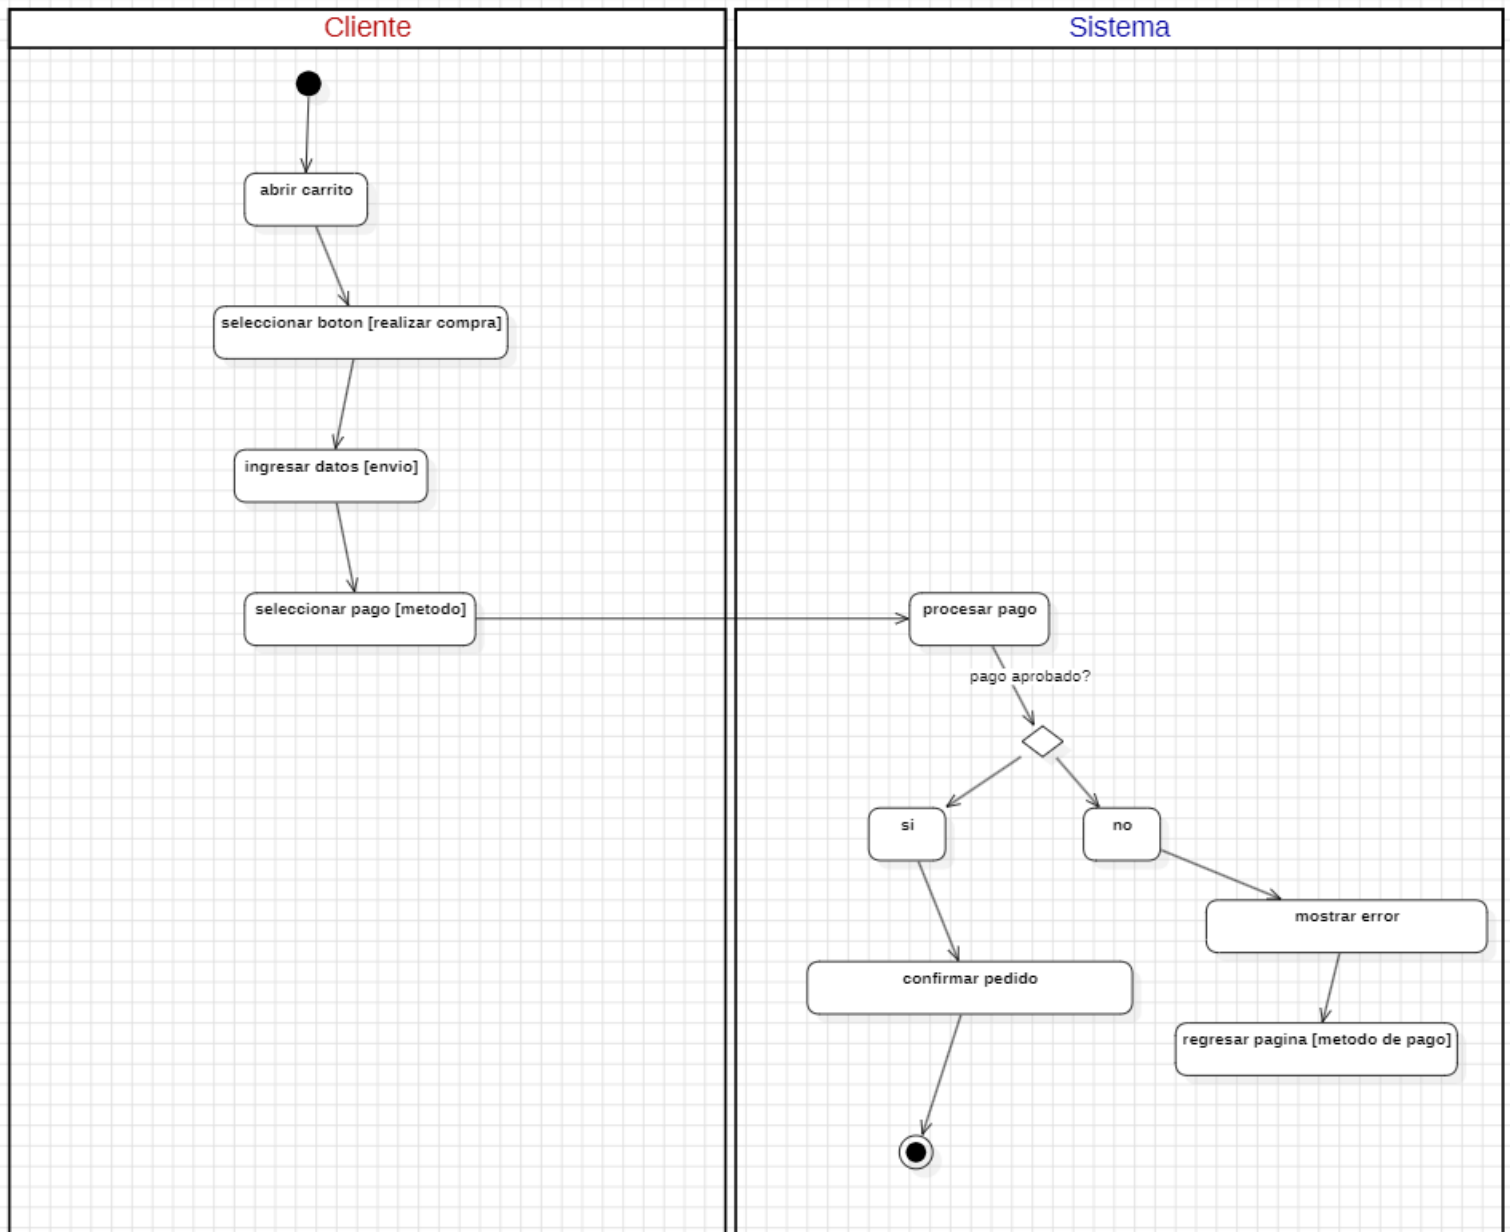 Cliente
Sistema
abrir carrito
seleccionar boton [realizar compra]
ingresar datos [envio]
seleccionar pago [metodo]
procesar pago
pago aprobado?
si
no
mostrar error
confirmar pedido
regresar pagina [metodo de pago]